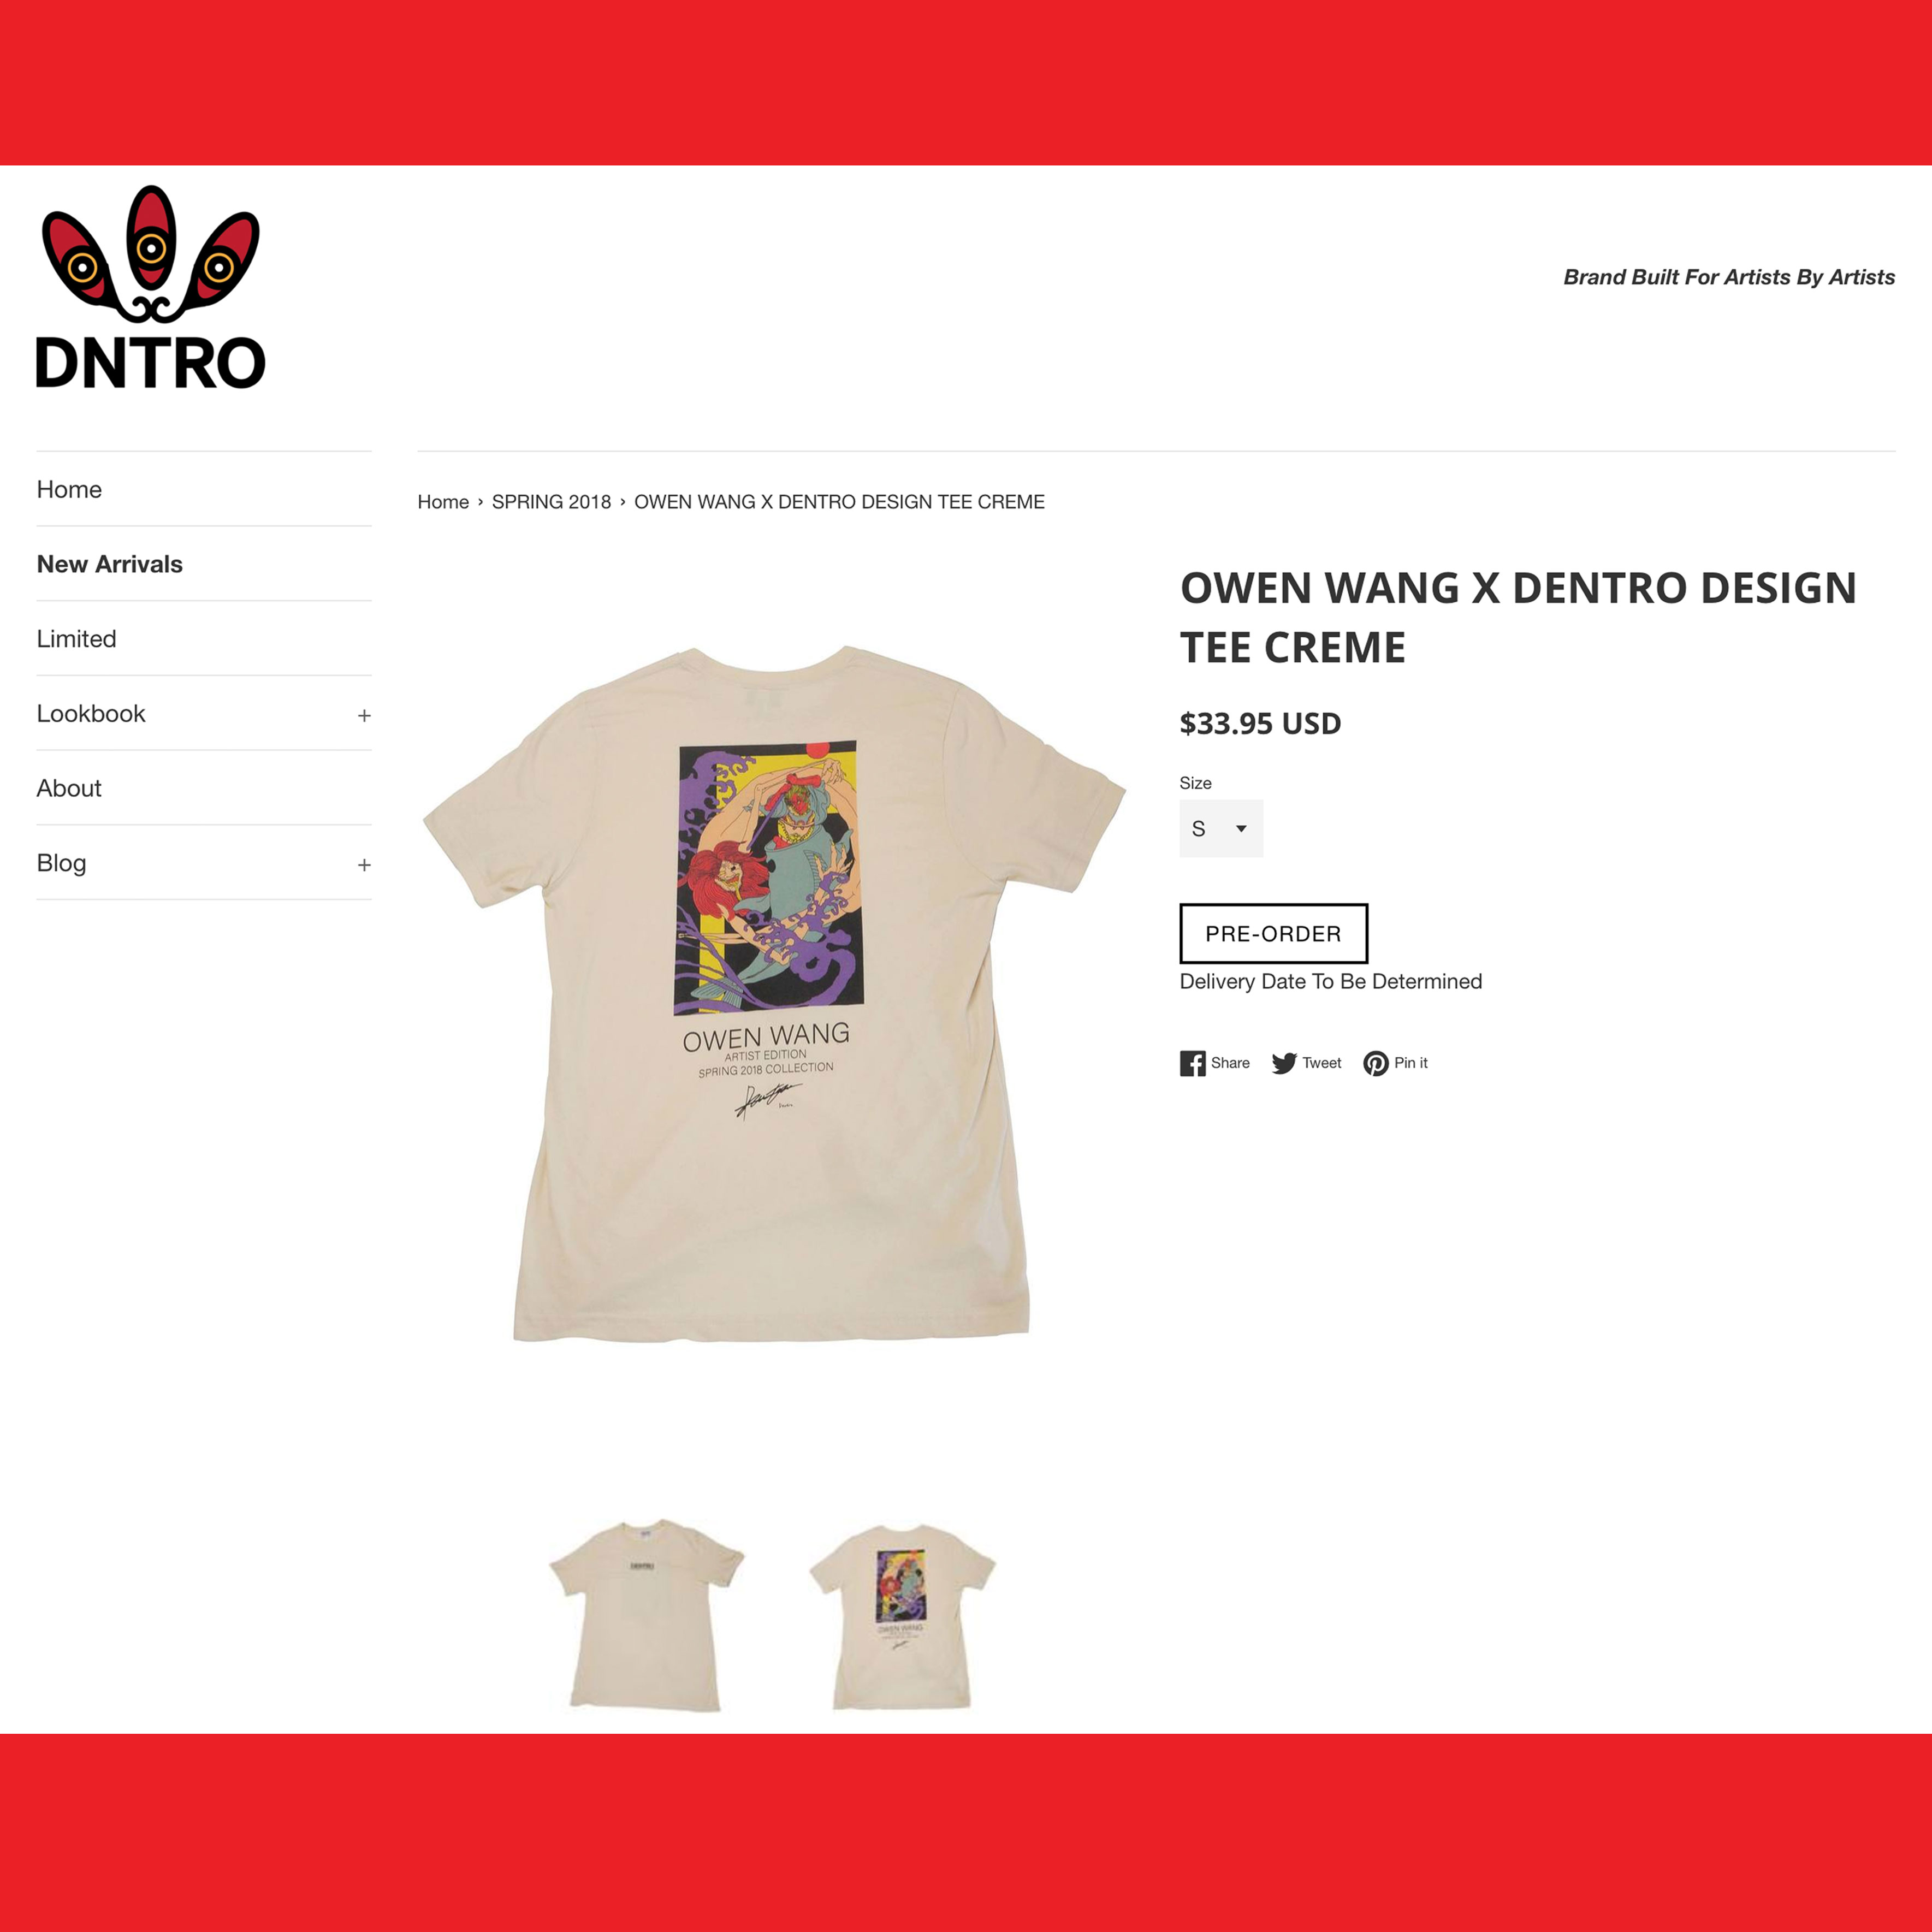 DNTRO
Brand Built For Artists By Artists
Home
New Arrivals
Limited
Lookbook +
About
Blog +
Home › SPRING 2018 › OWEN WANG X DENTRO DESIGN TEE CREME
OWEN WANG X DENTRO DESIGN
TEE CREME
$33.95 USD
Size
S
PRE-ORDER
Delivery Date To Be Determined
Share Tweet Pin it
OWEN WANG
ARTIST EDITION
SPRING 2018 COLLECTION
OWEN WANG